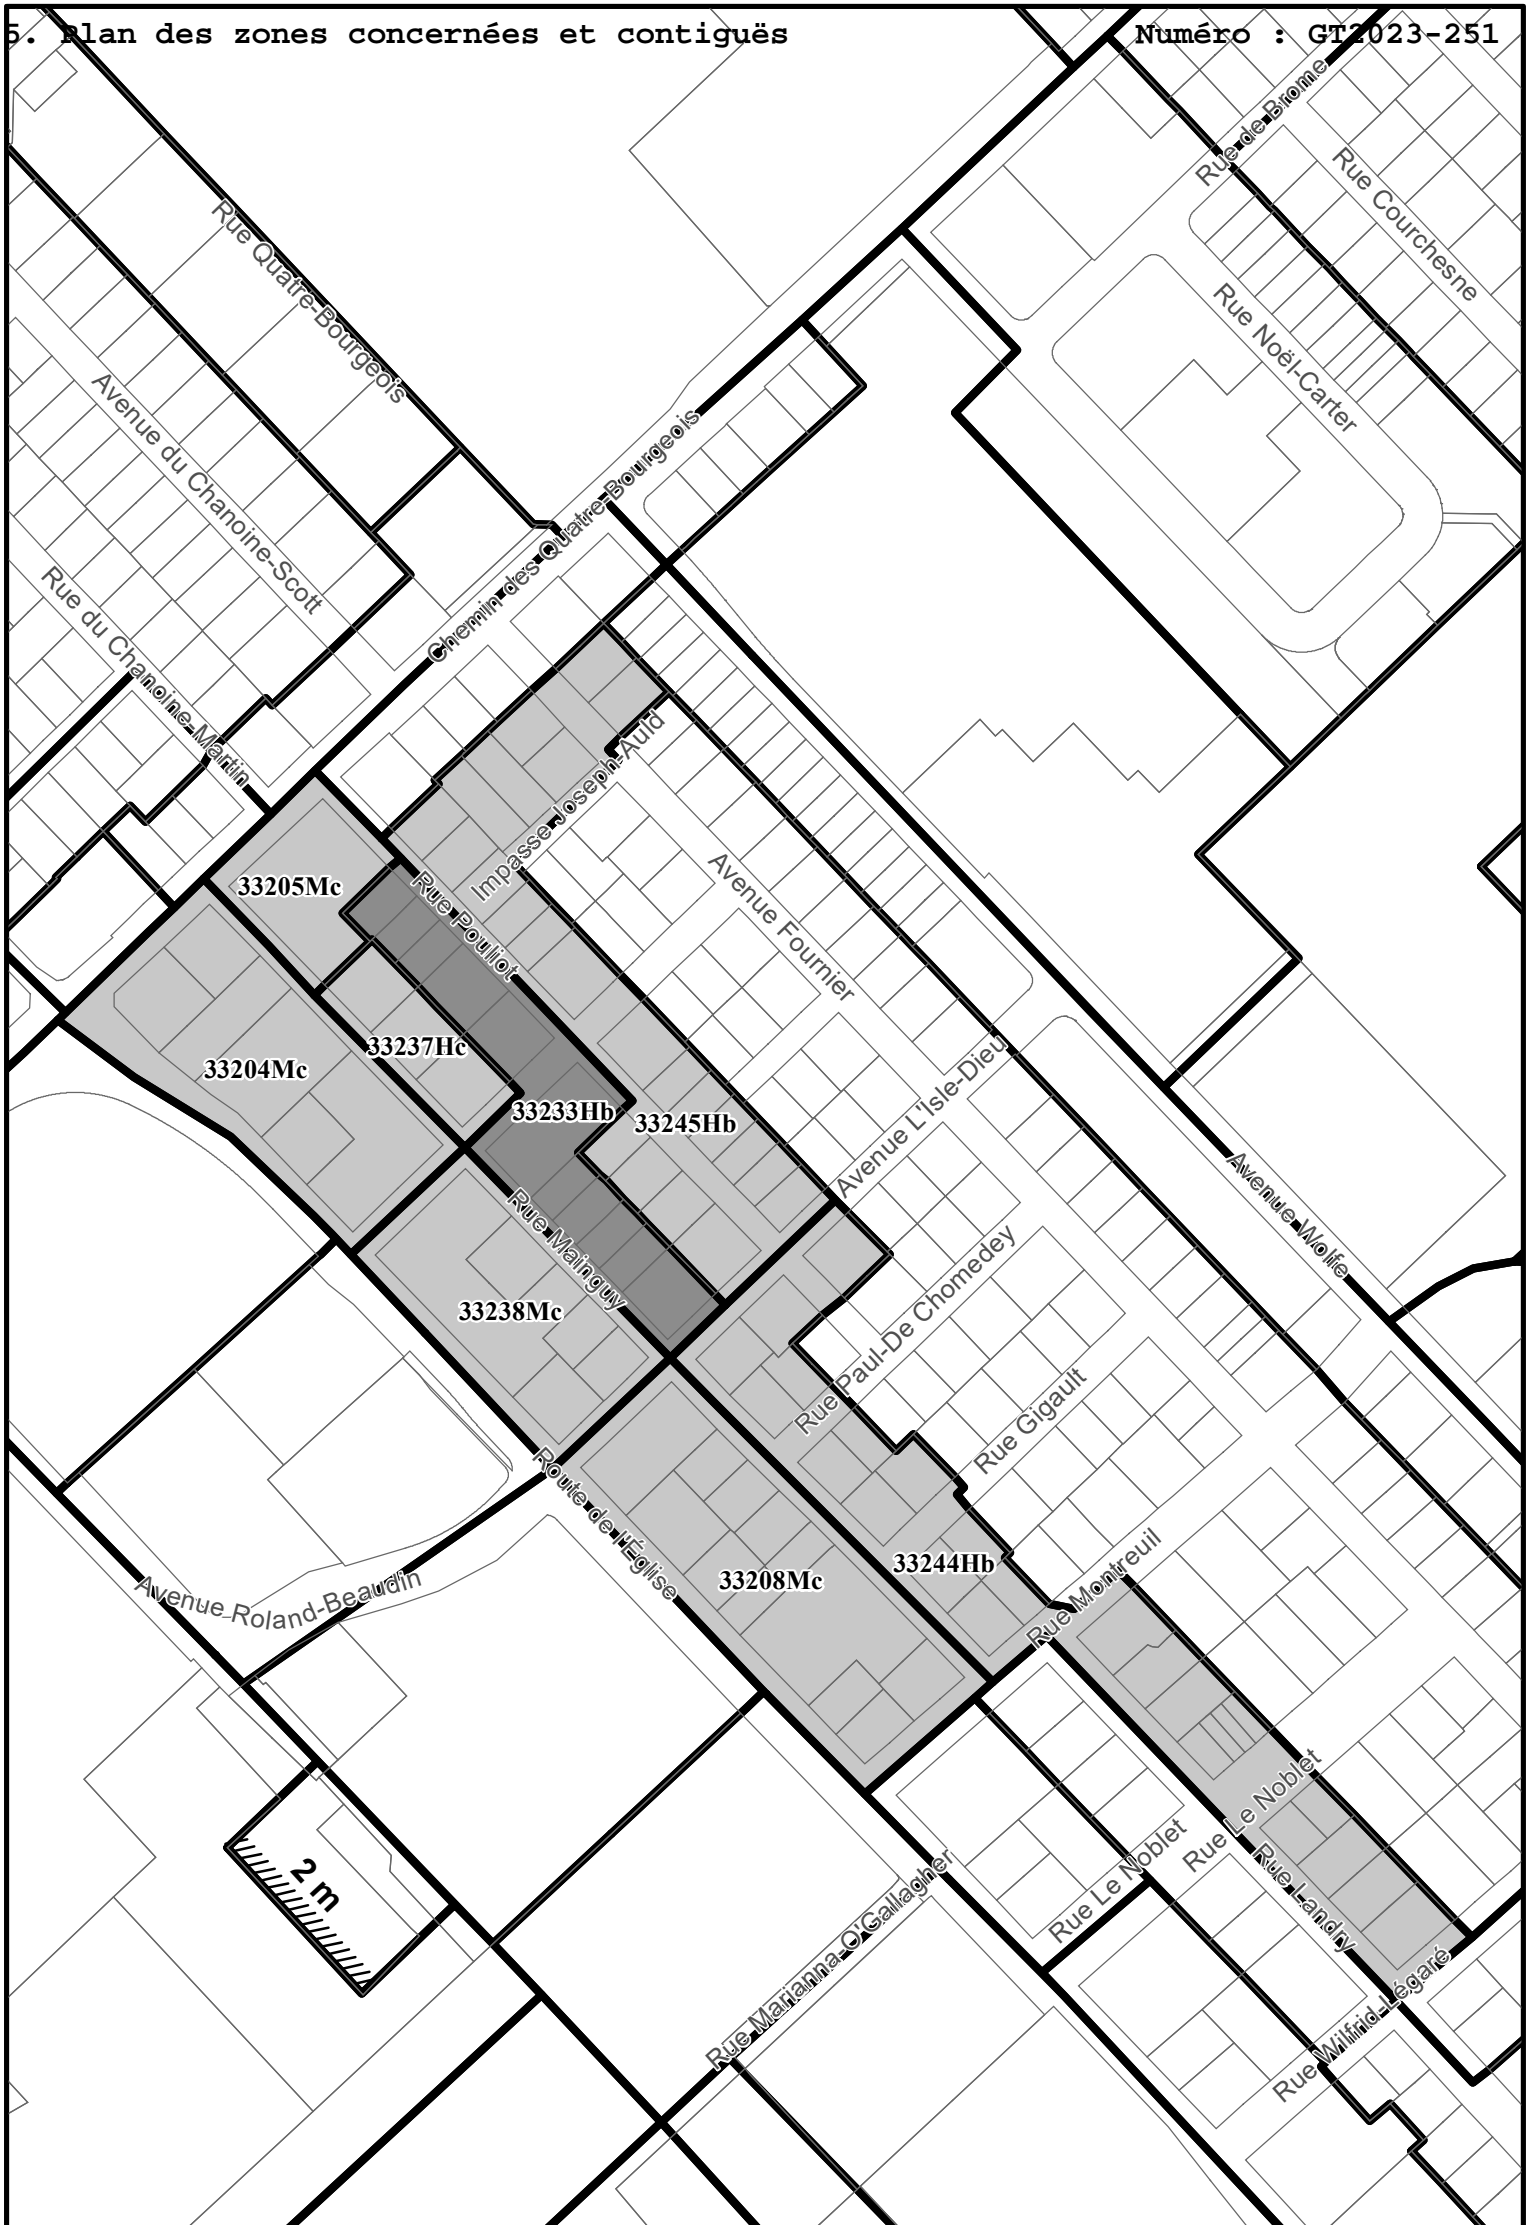 5. Plan des zones concernées et contiguës
Numéro : GT2023-251
Rue de Brome
Rue Courchesne
Rue Quatre-Bourgeois
Rue Noël-Carter
Avenue du Chanoine-Scott
Chemin des Quatre-Bourgeois
Rue du Chanoine-Martin
Impasse Joseph-Auld
33205Mc
Rue Pouliot
Avenue Fournier
33237Hc
33204Mc
33233Hb
33245Hb
Avenue L'Isle-Dieu
Avenue Wolfe
Rue Mainguy
33238Mc
Rue Paul-De Chomedey
Rue Gigault
Route de l'Église
33244Hb
33208Mc
Avenue Roland-Beaudin
Rue Montreuil
Rue Le Noblet
Rue Le Noblet
2 m
Rue Landry
Rue Marianna-O'Gallagher
Rue Wilfrid-Légaré